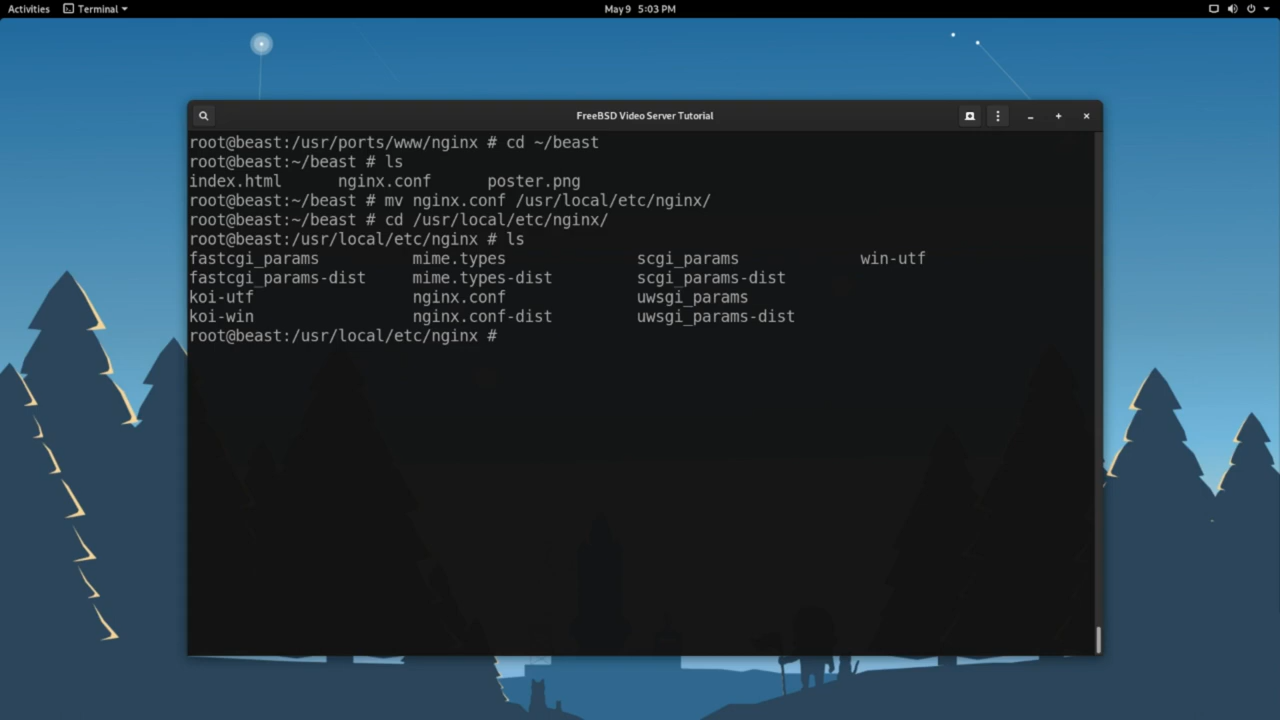 Activities Terminal May 9 5:03 PM
FreeBSD Video Server Tutorial
root@beast:/usr/ports/www/nginx # cd ~/beast
root@beast:~/beast # ls
index.html nginx.conf poster.png
root@beast:~/beast # mv nginx.conf /usr/local/etc/nginx/
root@beast:~/beast # cd /usr/local/etc/nginx/
root@beast:/usr/local/etc/nginx # ls
fastcgi_params mime.types scgi_params win-utf
fastcgi_params-dist mime.types-dist scgi_params-dist
koi-utf nginx.conf uwsgi_params
koi-win nginx.conf-dist uwsgi_params-dist
root@beast:/usr/local/etc/nginx #